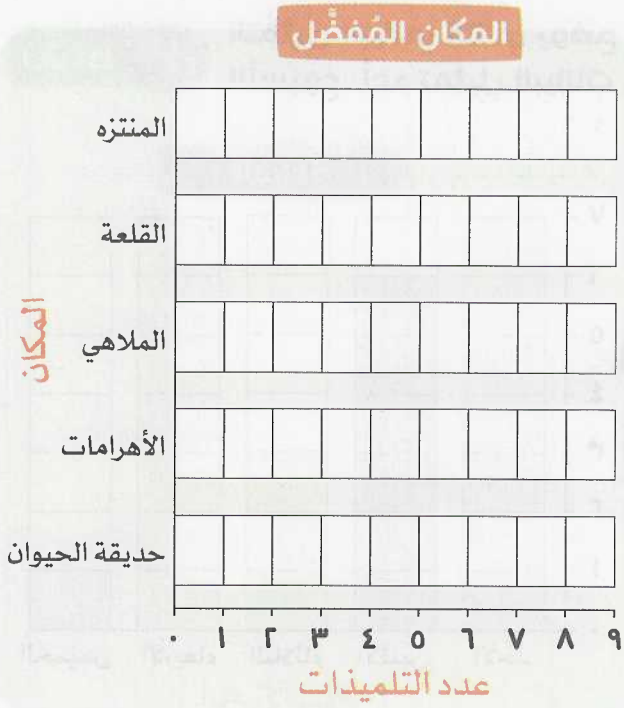 المكان المُفضَّل
المنتزه
القلعة
الملاهي
الأهرامات
حديقة الحيوان
المكان
٠ ١ ٢ ٣ ٤ ٥ ٦ ٧ ٨ ٩
عدد التلميذات